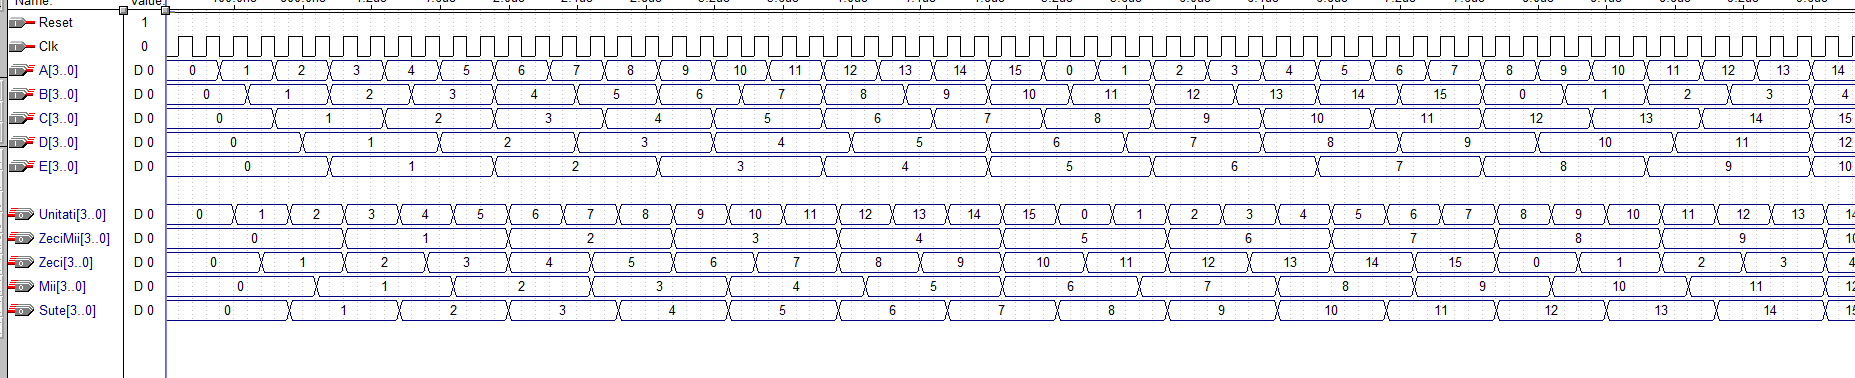 Name: Value
Reset 1
Clk 0
A[3..0] D 0 0 1 2 3 4 5 6 7 8 9 10 11 12 13 14 15 0 1 2 3 4 5 6 7 8 9 10 11 12 13 14
B[3..0] D 0 0 1 2 3 4 5 6 7 8 9 10 11 12 13 14 15 0 1 2 3 4
C[3..0] D 0 0 1 2 3 4 5 6 7 8 9 10 11 12 13 14 15
D[3..0] D 0 0 1 2 3 4 5 6 7 8 9 10 11 12
E[3..0] D 0 0 1 2 3 4 5 6 7 8 9 10
Unitati[3..0] D 0 0 1 2 3 4 5 6 7 8 9 10 11 12 13 14 15 0 1 2 3 4 5 6 7 8 9 10 11 12 13 14
ZeciMii[3..0] D 0 0 1 2 3 4 5 6 7 8 9 10
Zeci[3..0] D 0 0 1 2 3 4 5 6 7 8 9 10 11 12 13 14 15 0 1 2 3 4
Mii[3..0] D 0 0 1 2 3 4 5 6 7 8 9 10 11 12
Sute[3..0] D 0 0 1 2 3 4 5 6 7 8 9 10 11 12 13 14 15